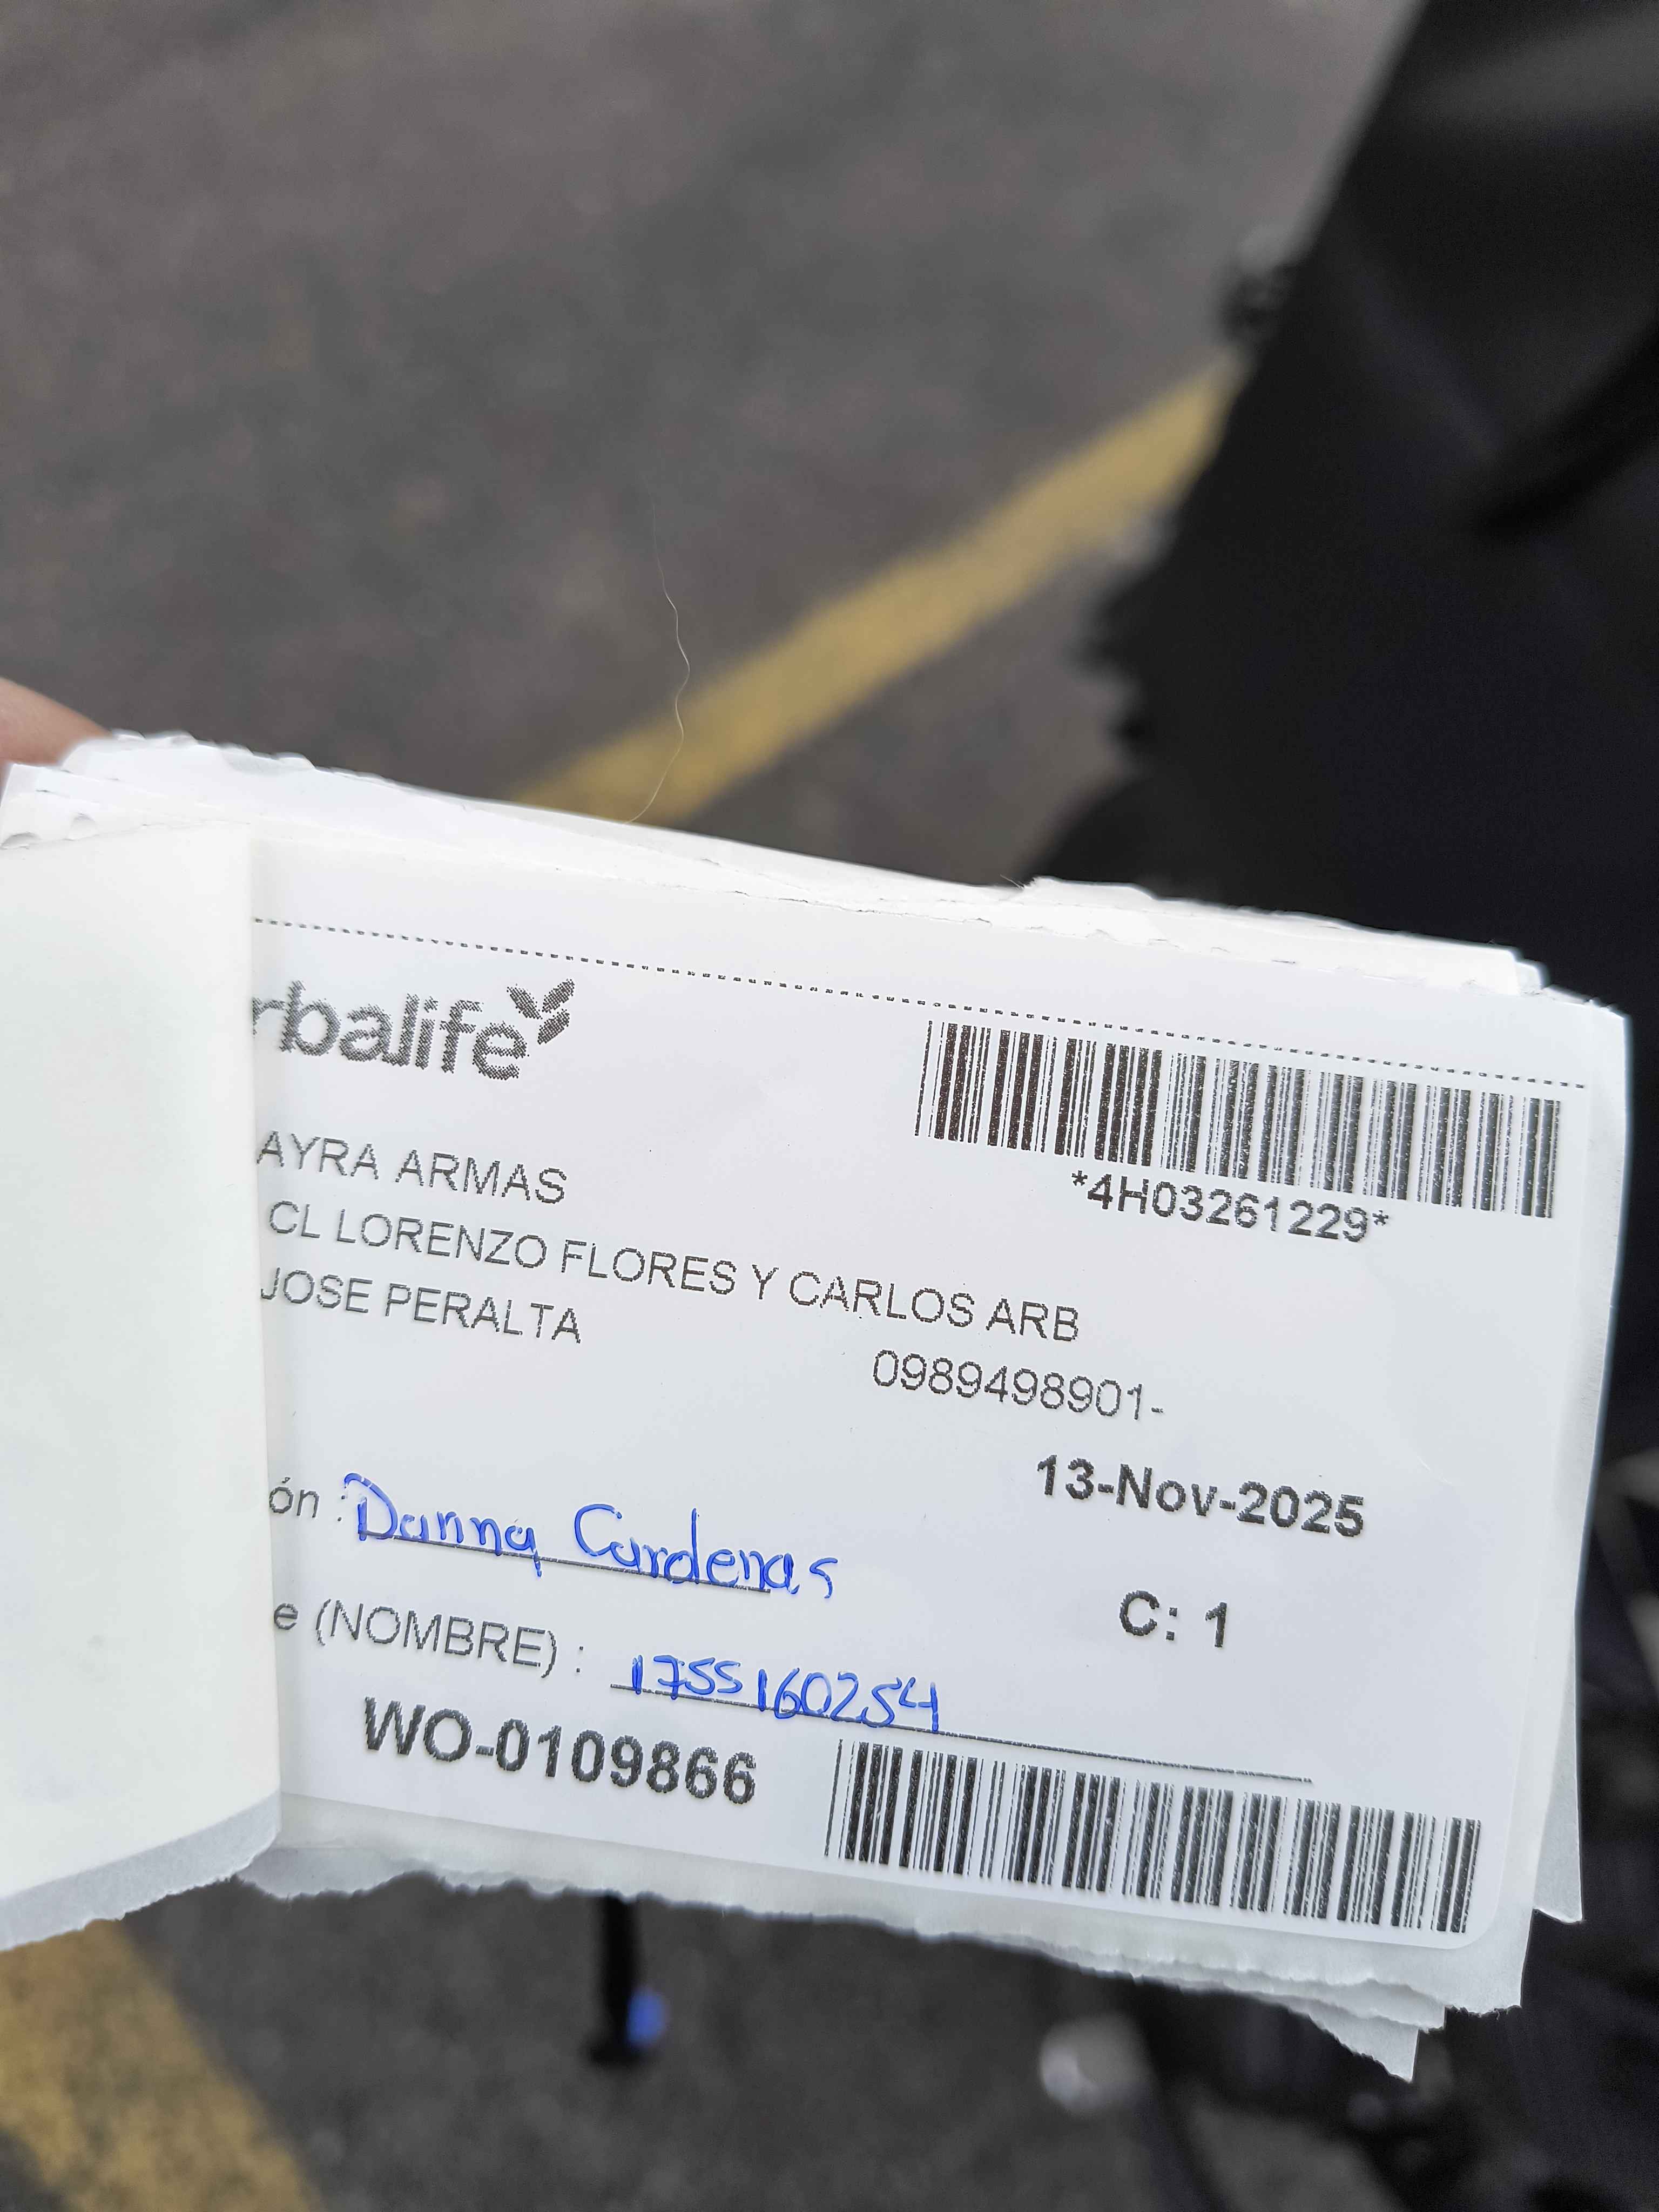 rbalife
*4H03261229*
AYRA ARMAS
CL LORENZO FLORES Y CARLOS ARB
JOSE PERALTA
0989498901-
13-Nov-2025
ón : Danna Cardenas
C: 1
e (NOMBRE) : 1755160254
WO-0109866